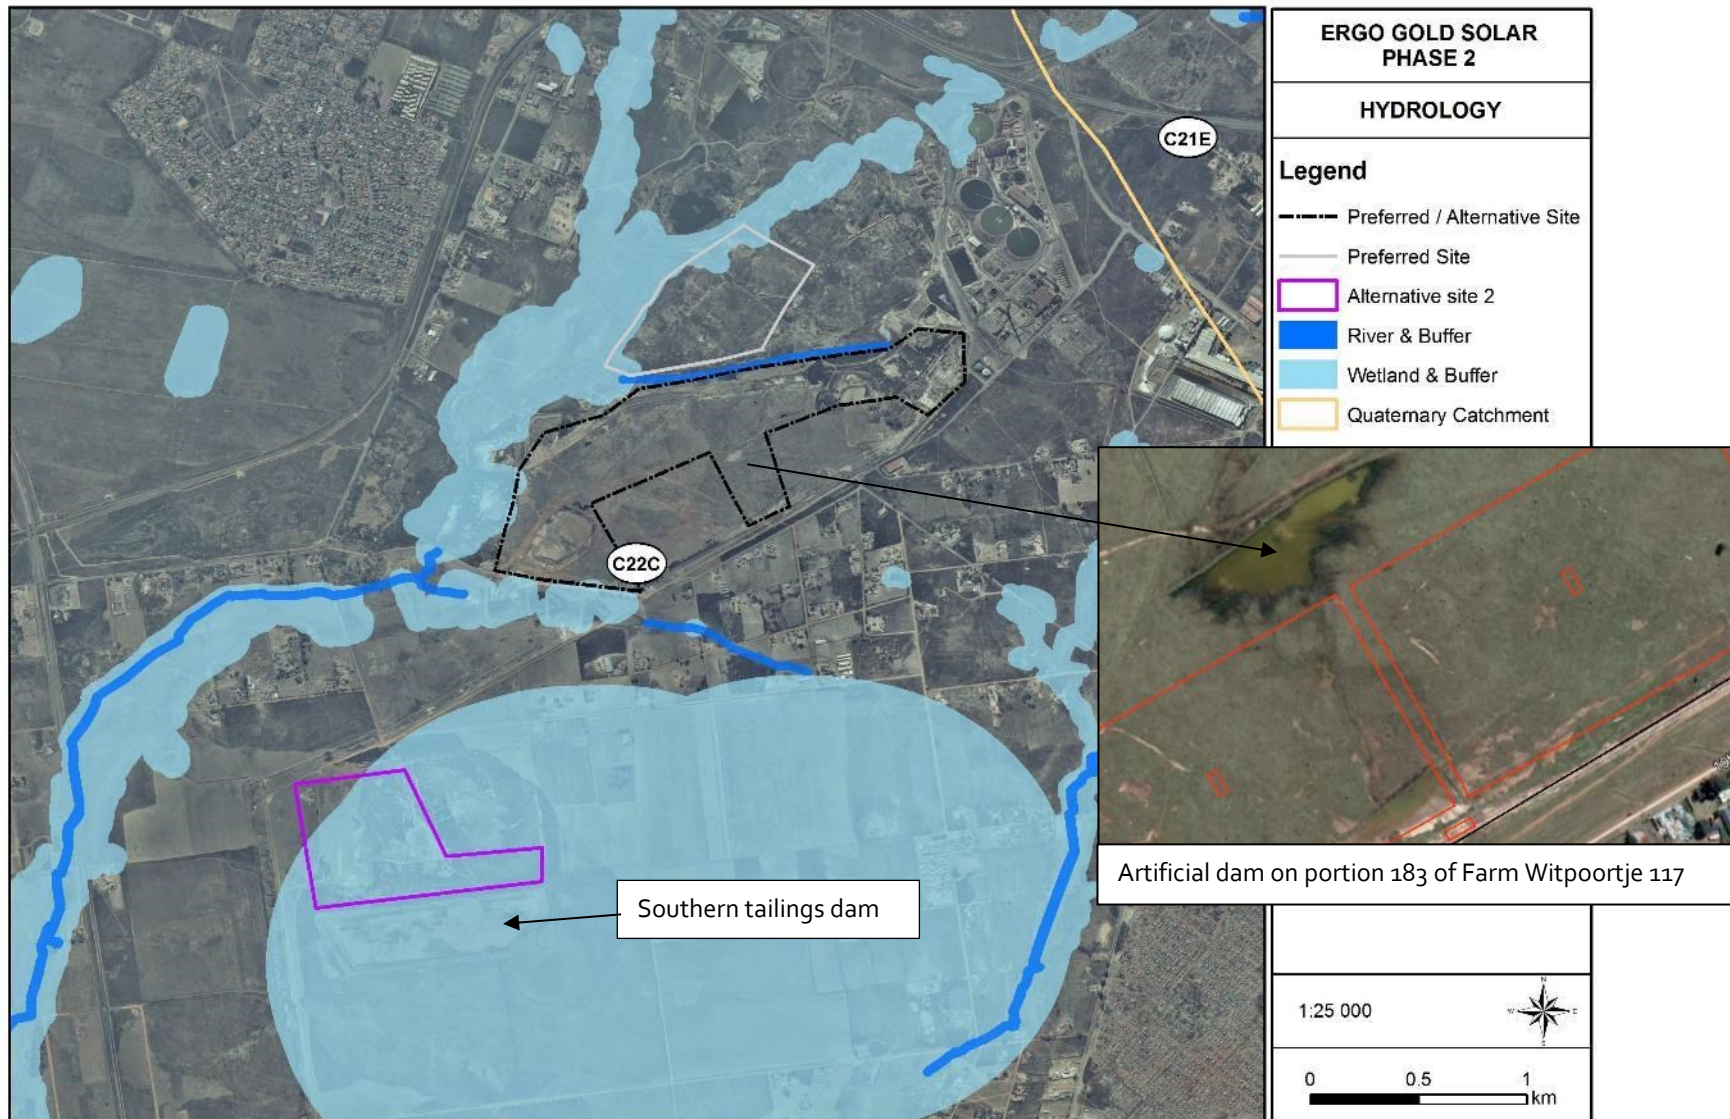 ERGO GOLD SOLAR
PHASE 2
HYDROLOGY
Legend
Preferred / Alternative Site
Preferred Site
Alternative site 2
River & Buffer
Wetland & Buffer
Quaternary Catchment
C21E
C22C
Artificial dam on portion 183 of Farm Witpoortje 117
Southern tailings dam
1:25 000
N
W
E
S
0 0.5 1
km